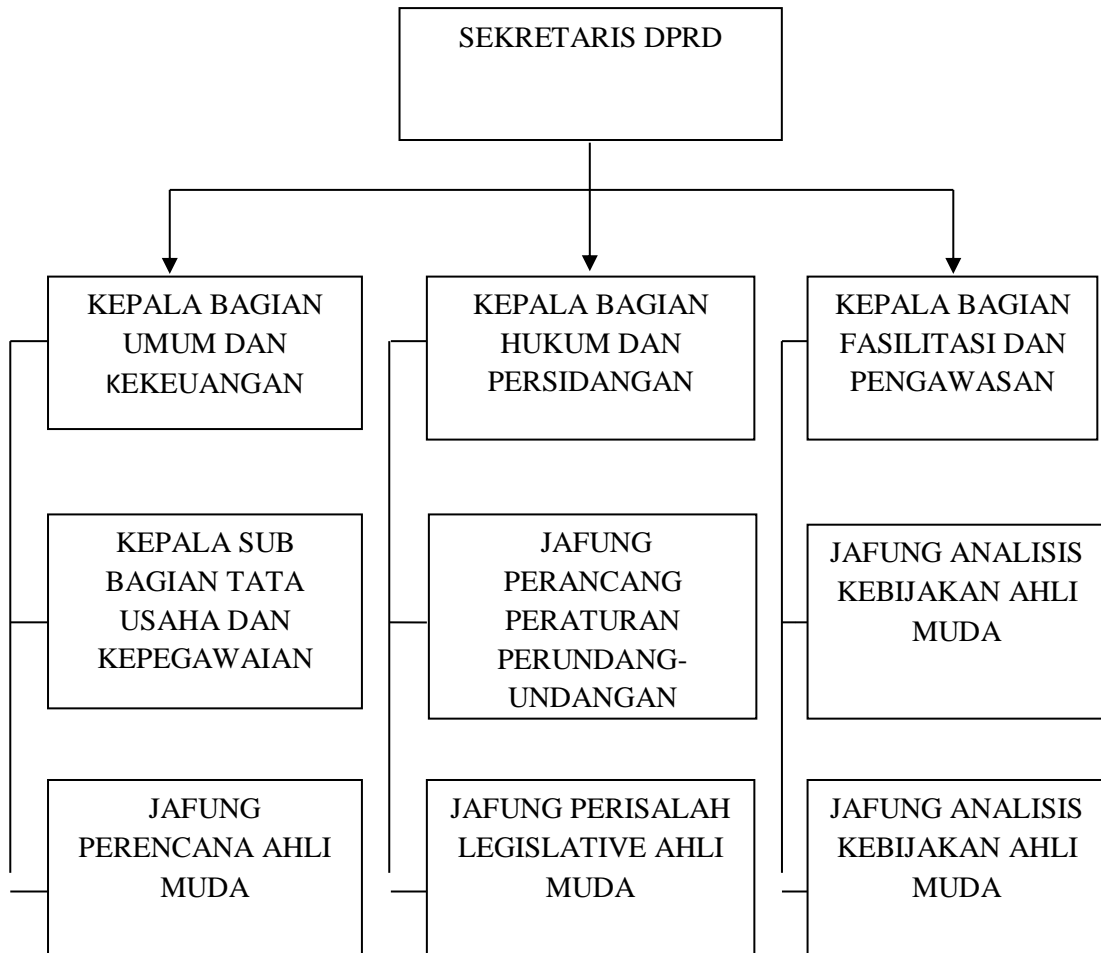 SEKRETARIS DPRD
KEPALA BAGIAN
UMUM DAN
KEKEUANGAN
KEPALA BAGIAN
HUKUM DAN
PERSIDANGAN
KEPALA BAGIAN
FASILITASI DAN
PENGAWASAN
KEPALA SUB
BAGIAN TATA
USAHA DAN
KEPEGAWAIAN
JAFUNG
PERANCANG
PERATURAN
PERUNDANG-
UNDANGAN
JAFUNG ANALISIS
KEBIJAKAN AHLI
MUDA
JAFUNG
PERENCANA AHLI
MUDA
JAFUNG PERISALAH
LEGISLATIVE AHLI
MUDA
JAFUNG ANALISIS
KEBIJAKAN AHLI
MUDA